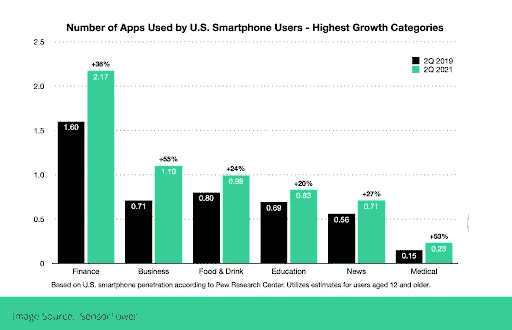 Number of Apps Used by U.S. Smartphone Users - Highest Growth Categories
2Q 2019
2Q 2021
2.5
2.0
1.5
1.0
0.5
0
+36%
1.60
2.17
+55%
0.71
1.10
+24%
0.80
0.99
+20%
0.69
0.83
+27%
0.56
0.71
+53%
0.15
0.23
Finance
Business
Food & Drink
Education
News
Medical
Based on U.S. smartphone penetration according to Pew Research Center. Utilizes estimates for users aged 12 and older.
Image Source: SensorTower